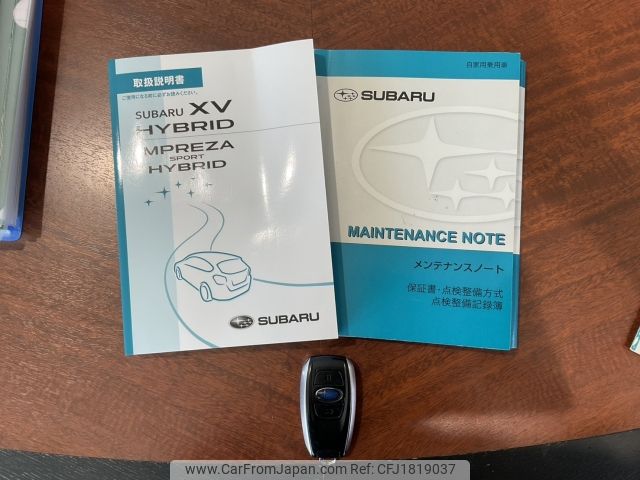 取扱説明書
ご使用になる前に必ずお読みください。
SUBARU XV
HYBRID
IMPREZA
SPORT
HYBRID
SUBARU
自家用乗用車
SUBARU
MAINTENANCE NOTE
メンテナンスノート
保証書・点検整備方式
点検整備記録簿
www.CarFromJapan.com for CFJ1819037